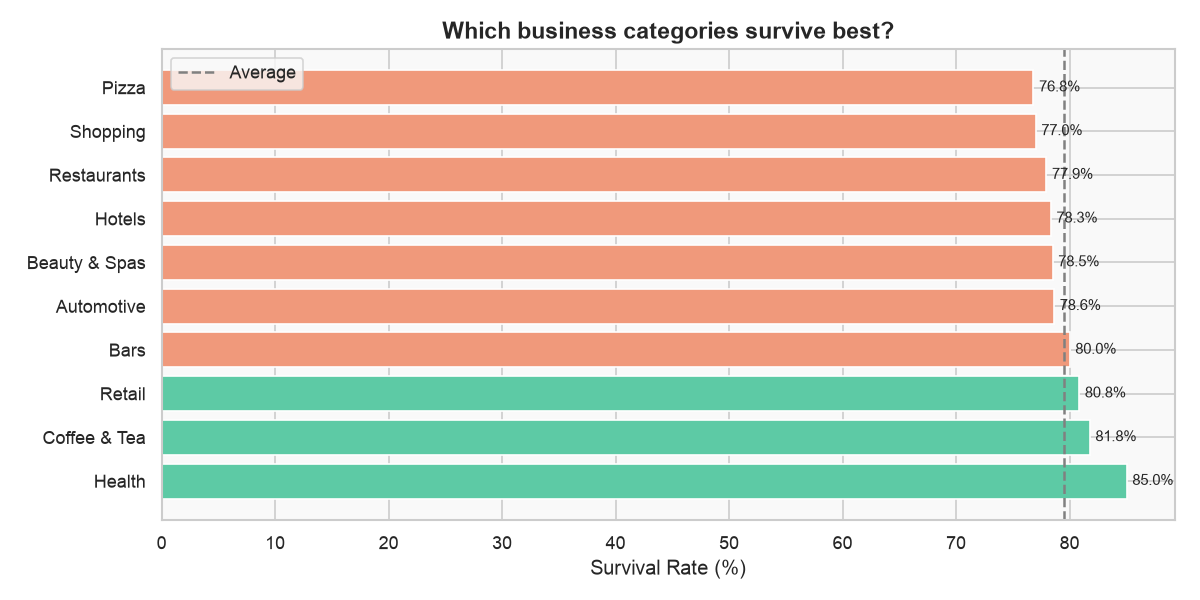 Which business categories survive best?
Average
Pizza 76.8%
Shopping 77.0%
Restaurants 77.9%
Hotels 78.3%
Beauty & Spas 78.5%
Automotive 78.6%
Bars 80.0%
Retail 80.8%
Coffee & Tea 81.8%
Health 85.0%
0 10 20 30 40 50 60 70 80
Survival Rate (%)